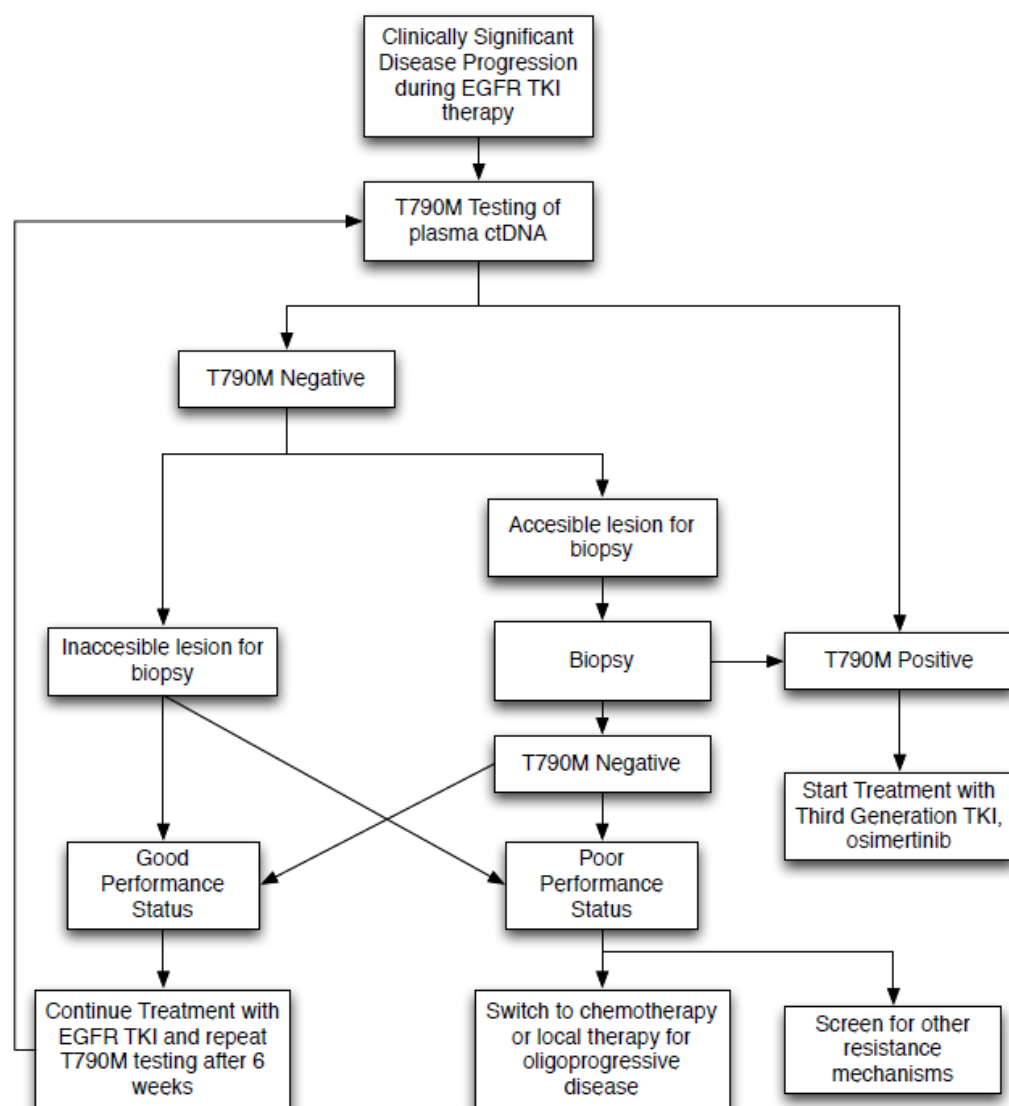 Clinically Significant
Disease Progression
during EGFR TKI
therapy
T790M Testing of
plasma ctDNA
T790M Negative
Accesible lesion for
biopsy
Inaccesible lesion for
biopsy
Biopsy
T790M Positive
T790M Negative
Start Treatment with
Third Generation TKI,
osimertinib
Good
Performance
Status
Poor
Performance
Status
Continue Treatment with
EGFR TKI and repeat
T790M testing after 6
weeks
Switch to chemotherapy
or local therapy for
oligoprogressive
disease
Screen for other
resistance
mechanisms